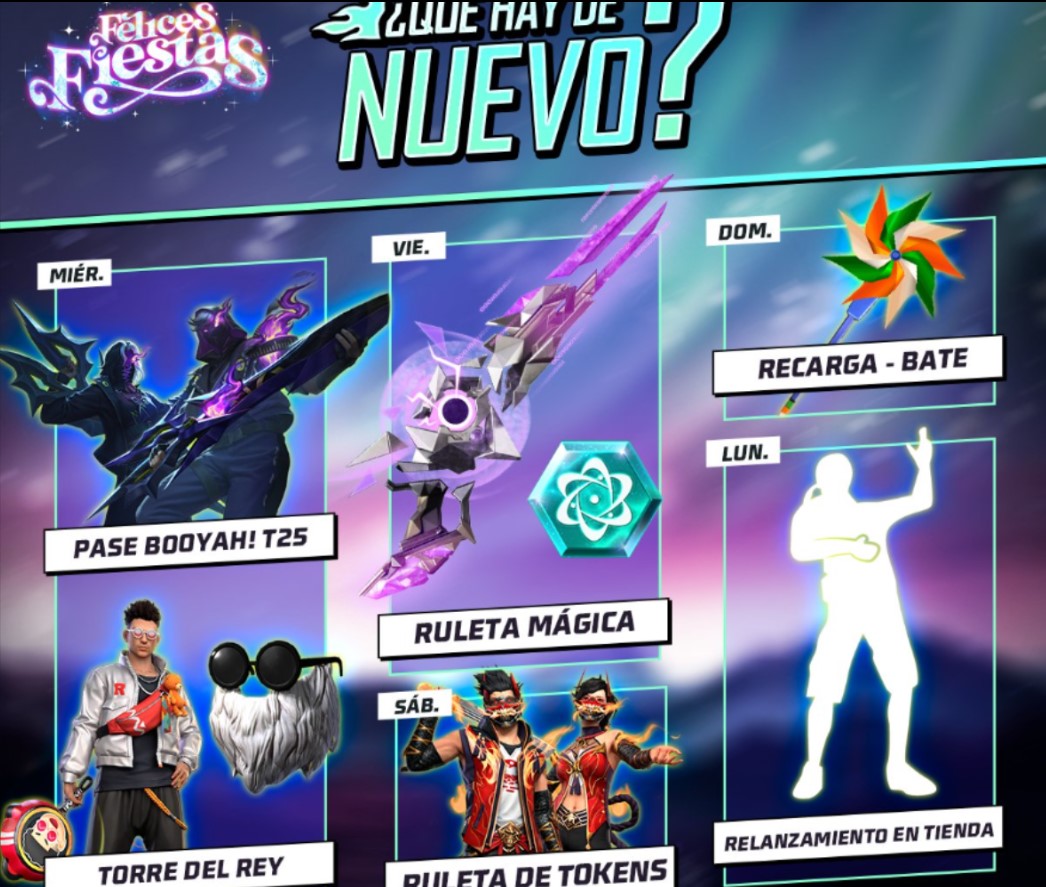 Felices
Fiestas
¿QUÉ HAY DE
NUEVO?
MIÉR.
PASE BOOYAH! T25
TORRE DEL REY
VIE.
RULETA MÁGICA
SÁB.
RULETA DE TOKENS
DOM.
RECARGA - BATE
LUN.
RELANZAMIENTO EN TIENDA
R